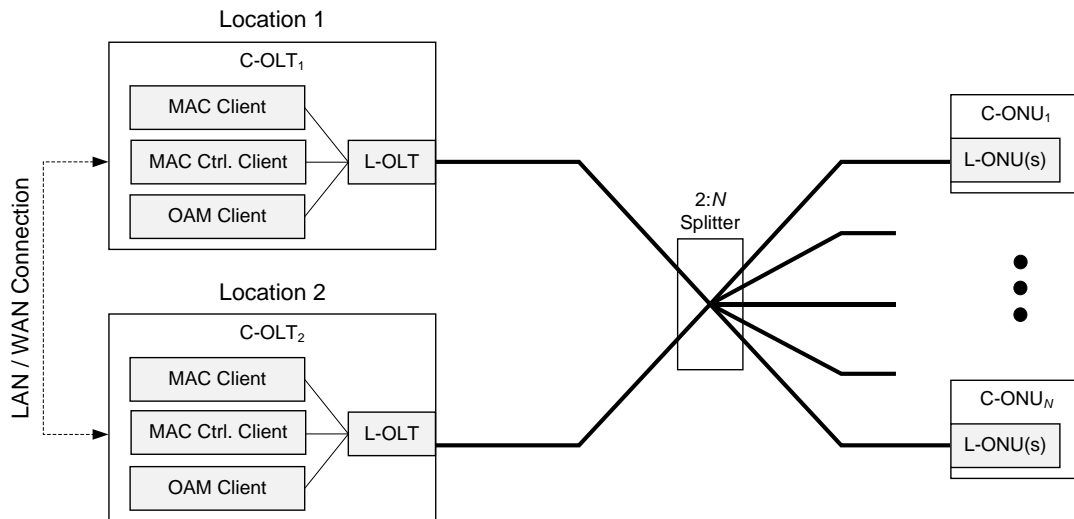 Location 1
C-OLT₁
MAC Client
MAC Ctrl. Client
OAM Client
L-OLT
LAN / WAN Connection
Location 2
C-OLT₂
MAC Client
MAC Ctrl. Client
OAM Client
L-OLT
2:N
Splitter
C-ONU₁
L-ONU(s)
C-ONU_N
L-ONU(s)